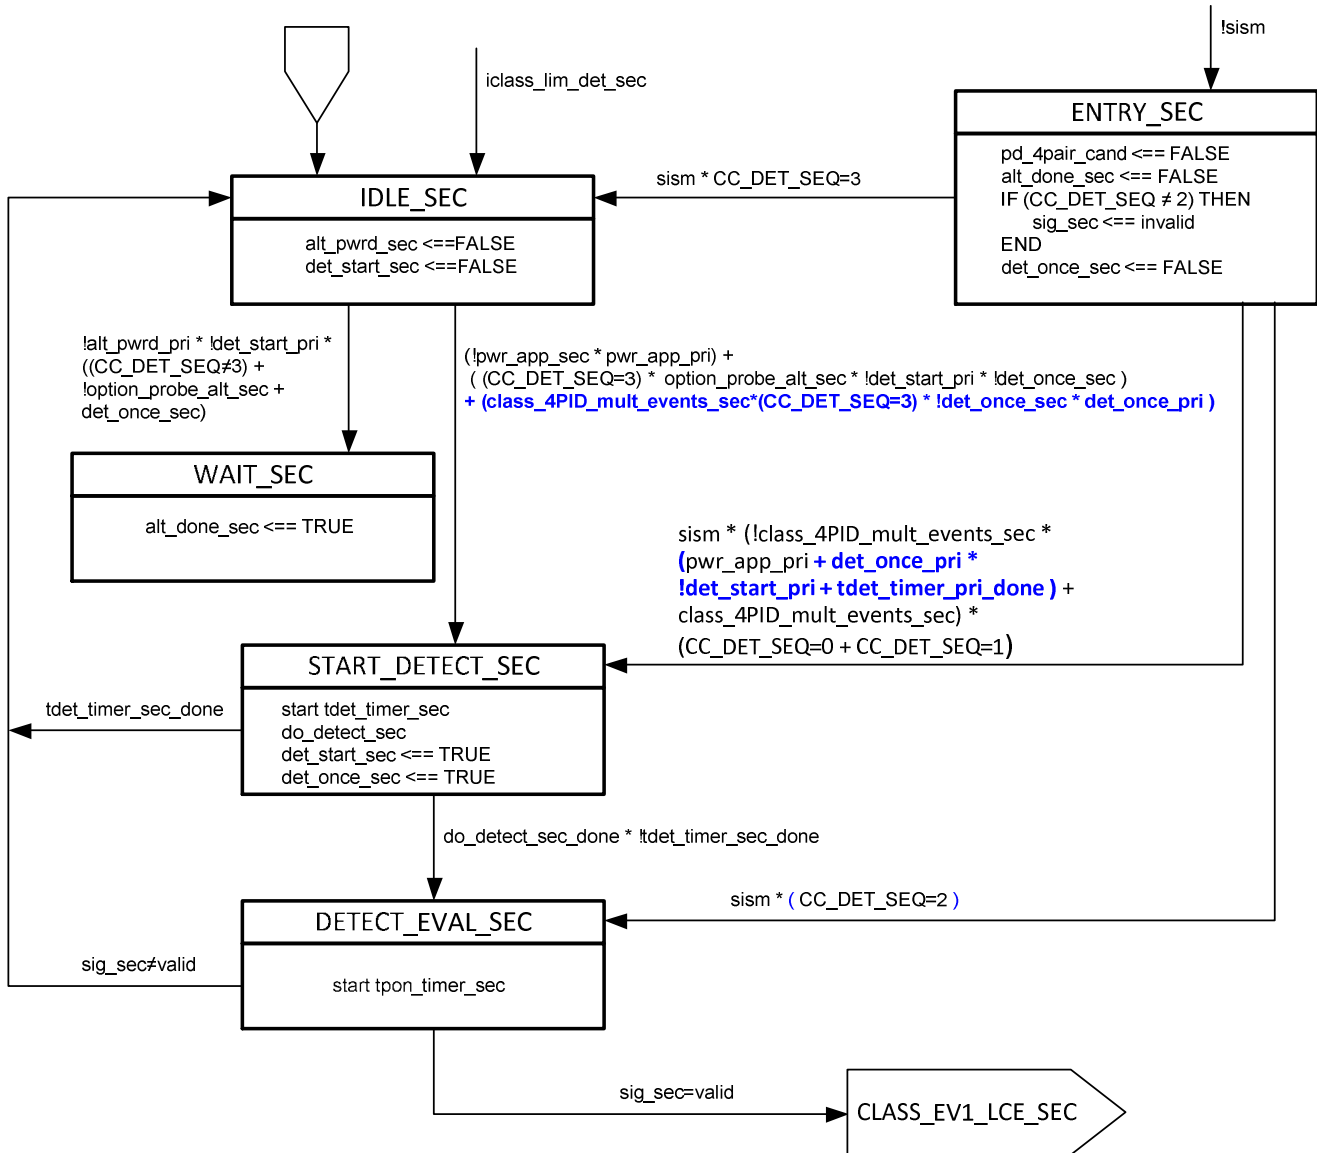 !sism
iclass_lim_det_sec
ENTRY_SEC
pd_4pair_cand <== FALSE
alt_done_sec <== FALSE
IF (CC_DET_SEQ ≠ 2) THEN
sig_sec <== invalid
END
det_once_sec <== FALSE
sism * CC_DET_SEQ=3
IDLE_SEC
alt_pwrd_sec <==FALSE
det_start_sec <==FALSE
!alt_pwrd_pri * !det_start_pri *
((CC_DET_SEQ≠3) +
!option_probe_alt_sec +
det_once_sec)
(!pwr_app_sec * pwr_app_pri) +
( (CC_DET_SEQ=3) * option_probe_alt_sec * !det_start_pri * !det_once_sec )
+ (class_4PID_mult_events_sec*(CC_DET_SEQ=3) * !det_once_sec * det_once_pri )
WAIT_SEC
alt_done_sec <== TRUE
sism * (!class_4PID_mult_events_sec *
(pwr_app_pri + det_once_pri *
!det_start_pri + tdet_timer_pri_done ) +
class_4PID_mult_events_sec) *
(CC_DET_SEQ=0 + CC_DET_SEQ=1)
START_DETECT_SEC
start tdet_timer_sec
do_detect_sec
det_start_sec <== TRUE
det_once_sec <== TRUE
tdet_timer_sec_done
do_detect_sec_done * !tdet_timer_sec_done
sism * ( CC_DET_SEQ=2 )
DETECT_EVAL_SEC
start tpon_timer_sec
sig_sec≠valid
sig_sec=valid
CLASS_EV1_LCE_SEC